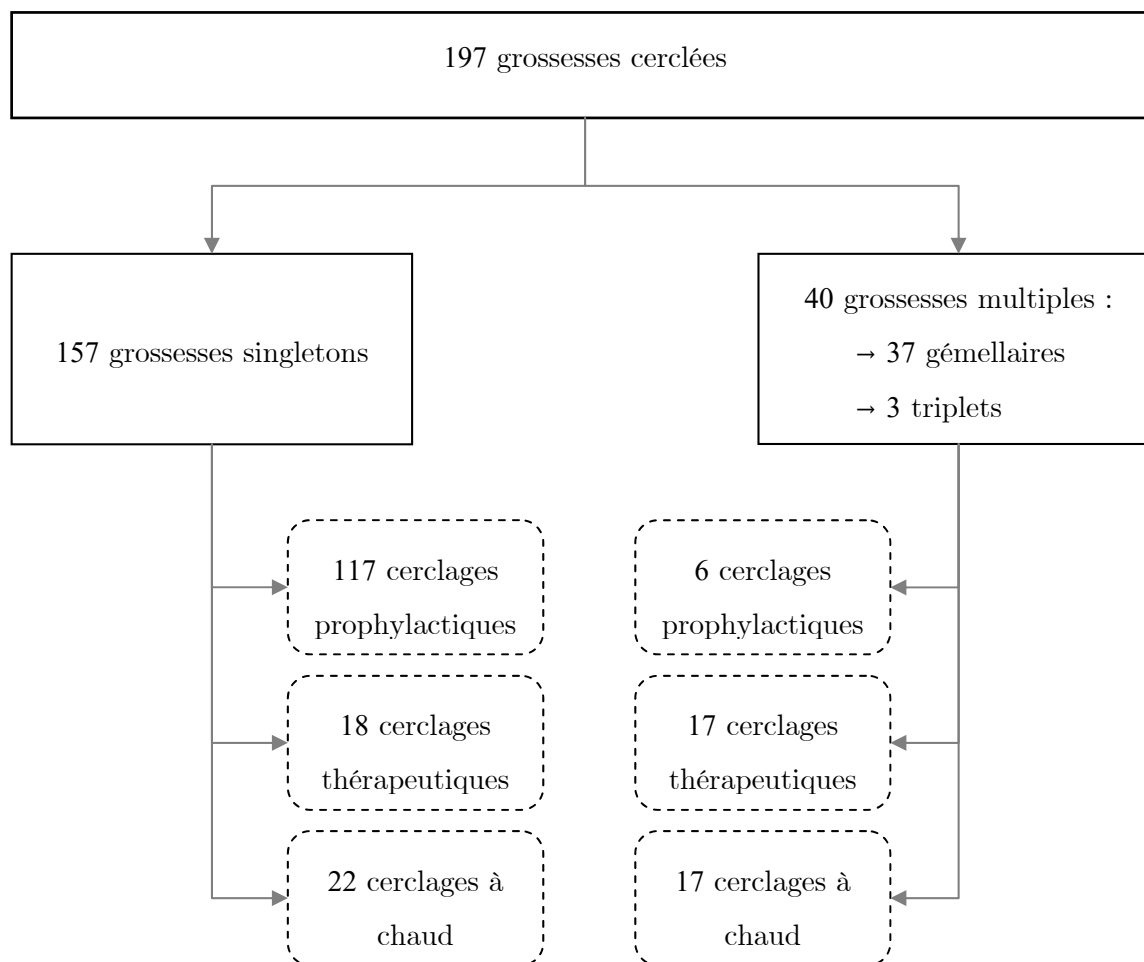 197 grossesses cerclées
157 grossesses singletons
40 grossesses multiples :
→ 37 gémellaires
→ 3 triplets
117 cerclages
prophylactiques
18 cerclages
thérapeutiques
22 cerclages à
chaud
6 cerclages
prophylactiques
17 cerclages
thérapeutiques
17 cerclages à
chaud